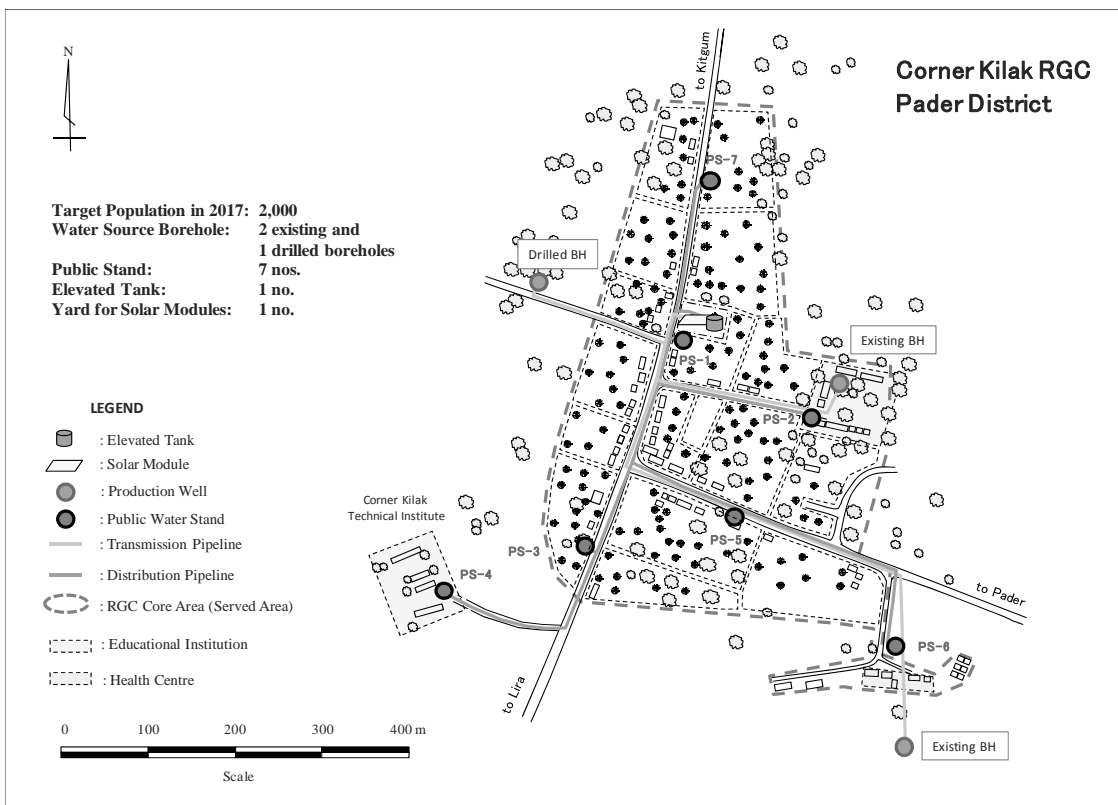 Corner Kilak RGC
Pader District
N
to Kitgum
Target Population in 2017: 2,000
Water Source Borehole: 2 existing and
1 drilled boreholes
Public Stand: 7 nos.
Elevated Tank: 1 no.
Yard for Solar Modules: 1 no.
PS-7
Drilled BH
PS-1
Existing BH
PS-2
LEGEND
: Elevated Tank
: Solar Module
: Production Well
: Public Water Stand
: Transmission Pipeline
: Distribution Pipeline
: RGC Core Area (Served Area)
: Educational Institution
: Health Centre
Corner Kilak
Technical Institute
PS-3
PS-4
PS-5
to Pader
PS-6
to Lira
Existing BH
0 100 200 300 400 m
Scale